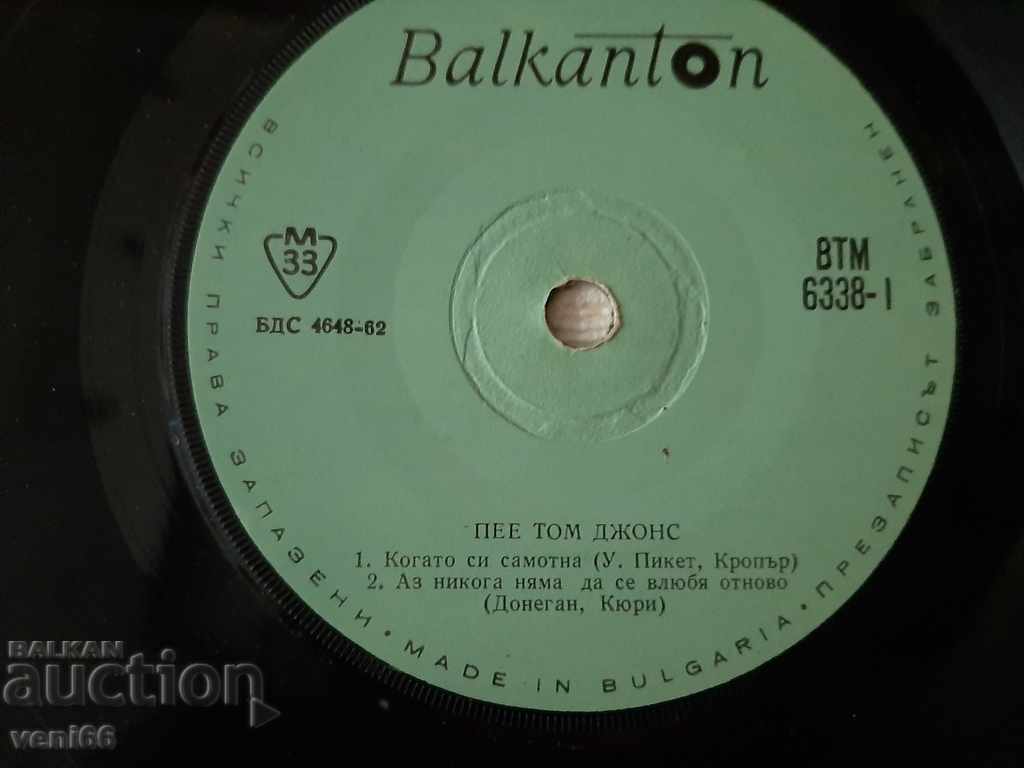 Balkanton
ВСИЧКИ ПРАВА ЗАПАЗЕНИ • MADE IN BULGARIA • ПРЕЗАПИСЪТ ЗАБРАНЕН
М
33
БДС 4648-62
ВТМ
6338-I
ПЕЕ ТОМ ДЖОНС
1. Когато си самотна (У. Пикет, Кропър)
2. Аз никога няма да се влюбя отново
(Донеган, Кюри)
BALKAN
auction
veni66